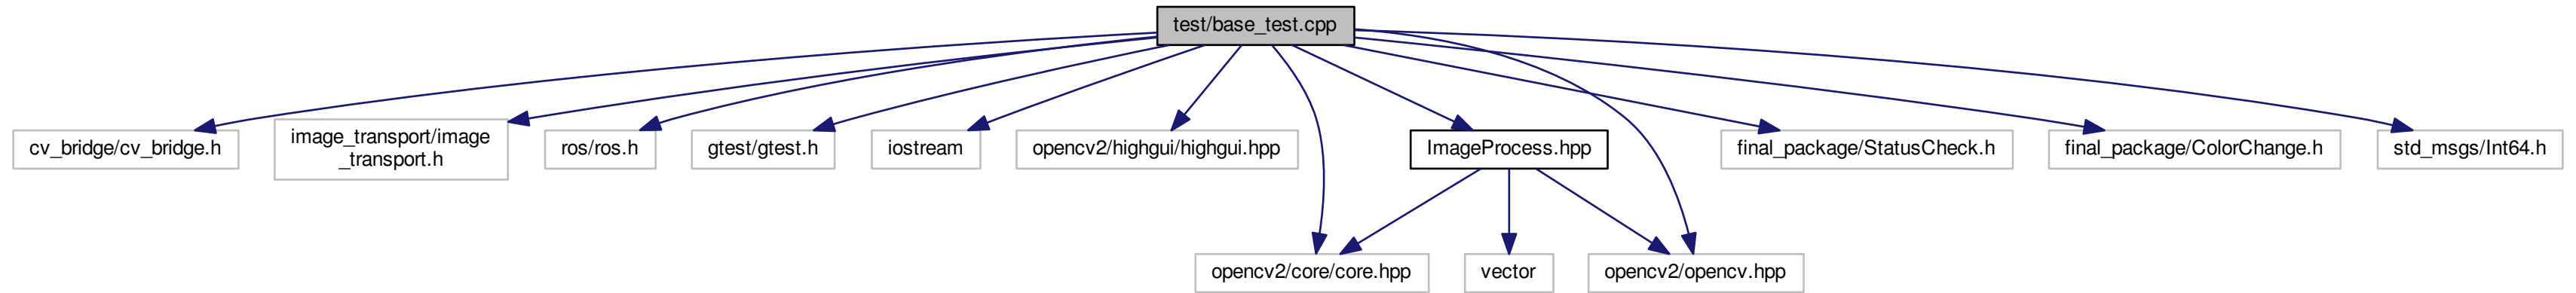 test/base_test.cpp
cv_bridge/cv_bridge.h
image_transport/image
_transport.h
ros/ros.h
gtest/gtest.h
iostream
opencv2/highgui/highgui.hpp
ImageProcess.hpp
final_package/StatusCheck.h
final_package/ColorChange.h
std_msgs/Int64.h
opencv2/core/core.hpp
vector
opencv2/opencv.hpp